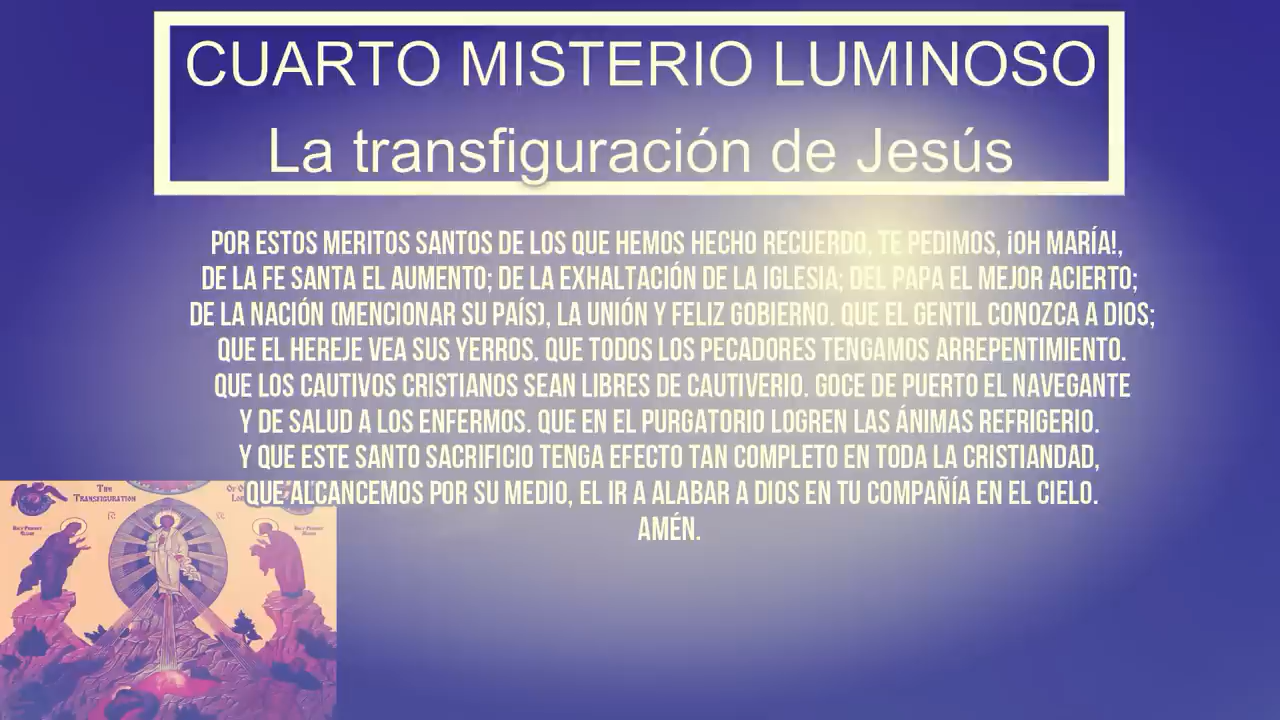 CUARTO MISTERIO LUMINOSO
La transfiguración de Jesús
POR ESTOS MERITOS SANTOS DE LOS QUE HEMOS HECHO RECUERDO, TE PEDIMOS, ¡OH MARÍA!,
DE LA FE SANTA EL AUMENTO; DE LA EXHALTACIÓN DE LA IGLESIA; DEL PAPA EL MEJOR ACIERTO;
DE LA NACIÓN (MENCIONAR SU PAÍS), LA UNIÓN Y FELIZ GOBIERNO. QUE EL GENTIL CONOZCA A DIOS;
QUE EL HEREJE VEA SUS YERROS. QUE TODOS LOS PECADORES TENGAMOS ARREPENTIMIENTO.
QUE LOS CAUTIVOS CRISTIANOS SEAN LIBRES DE CAUTIVERIO. GOCE DE PUERTO EL NAVEGANTE
Y DE SALUD A LOS ENFERMOS. QUE EN EL PURGATORIO LOGREN LAS ÁNIMAS REFRIGERIO.
Y QUE ESTE SANTO SACRIFICIO TENGA EFECTO TAN COMPLETO EN TODA LA CRISTIANDAD,
QUE ALCANCEMOS POR SU MEDIO, EL IR A ALABAR A DIOS EN TU COMPAÑÍA EN EL CIELO.
AMÉN.
THE
TRANSFIGURATION